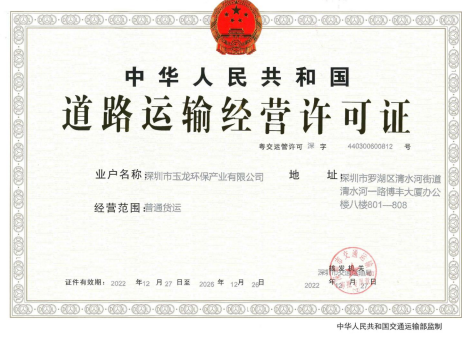 中华人民共和国
道路运输经营许可证
粤交运管许可 深 字 440300600812 号
业户名称:深圳市玉龙环保产业有限公司
地 址:深圳市罗湖区清水河街道
清水河一路博丰大厦办公
楼八楼801—808
经营范围:普通货运
核发机关
证件有效期: 2022 年12 月 27 日至 2026 年 12 月 26 日
2022 年
中华人民共和国交通运输部监制